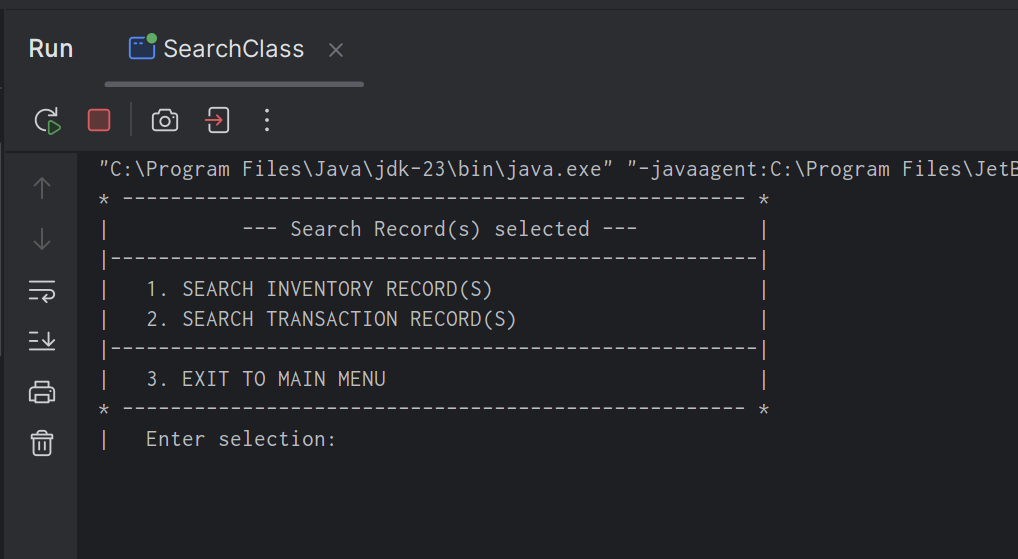 Run SearchClass
"C:\Program Files\Java\jdk-23\bin\java.exe" "-javaagent:C:\Program Files\JetB
* ---------------------------------------------------- *
|           --- Search Record(s) selected ---          |
|------------------------------------------------------|
|   1. SEARCH INVENTORY RECORD(S)                      |
|   2. SEARCH TRANSACTION RECORD(S)                    |
|------------------------------------------------------|
|   3. EXIT TO MAIN MENU                               |
* ---------------------------------------------------- *
|   Enter selection: